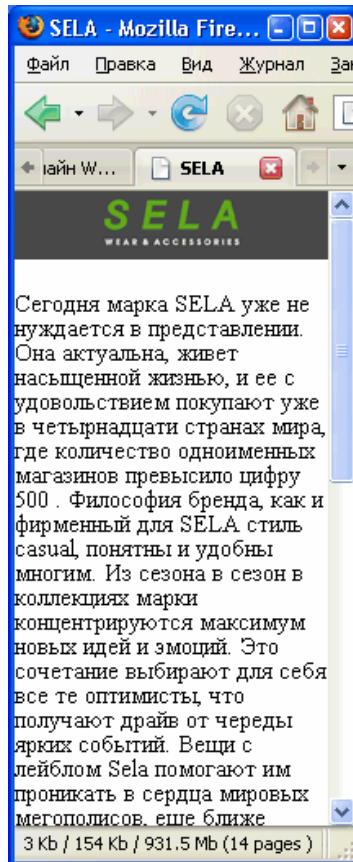 SELA - Mozilla Fire...
Файл Правка Вид Журнал За
айн W... SELA
SELA
WEAR & ACCESSORIES
Сегодня марка SELA уже не
нуждается в представлении.
Она актуальна, живет
насыщенной жизнью, и ее с
удовольствием покупают уже
в четырнадцати странах мира,
где количество одноименных
магазинов превысило цифру
500 . Философия бренда, как и
фирменный для SELA стиль
casual, понятны и удобны
многим. Из сезона в сезон в
коллекциях марки
концентрируются максимум
новых идей и эмоций. Это
сочетание выбирают для себя
все те оптимисты, что
получают драйв от череды
ярких событий. Вещи с
лейблом Sela помогают им
проникать в сердца мировых
мегополисов, еще ближе
3 Kb / 154 Kb / 931.5 Mb (14 pages )